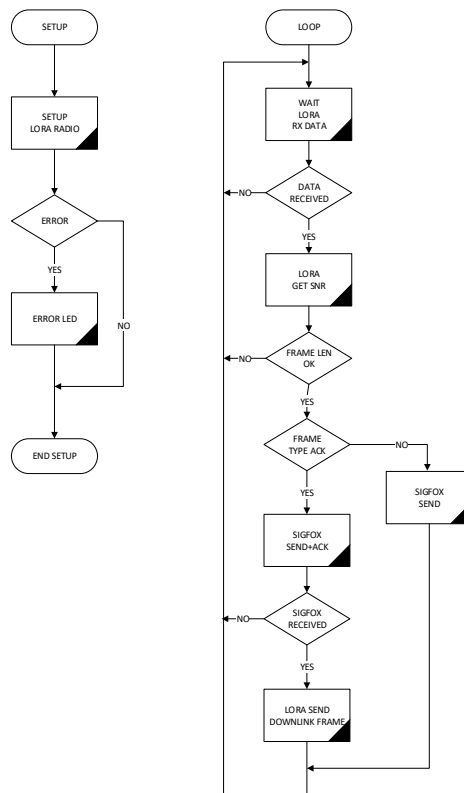 SETUP
SETUP
LORA RADIO
ERROR
YES
ERROR LED
NO
END SETUP
LOOP
WAIT
LORA
RX DATA
DATA
RECEIVED
NO
YES
LORA
GET SNR
FRAME LEN
OK
NO
YES
FRAME
TYPE ACK
NO
YES
SIGFOX
SEND
SIGFOX
SEND+ACK
SIGFOX
RECEIVED
NO
YES
LORA SEND
DOWNLINK FRAME